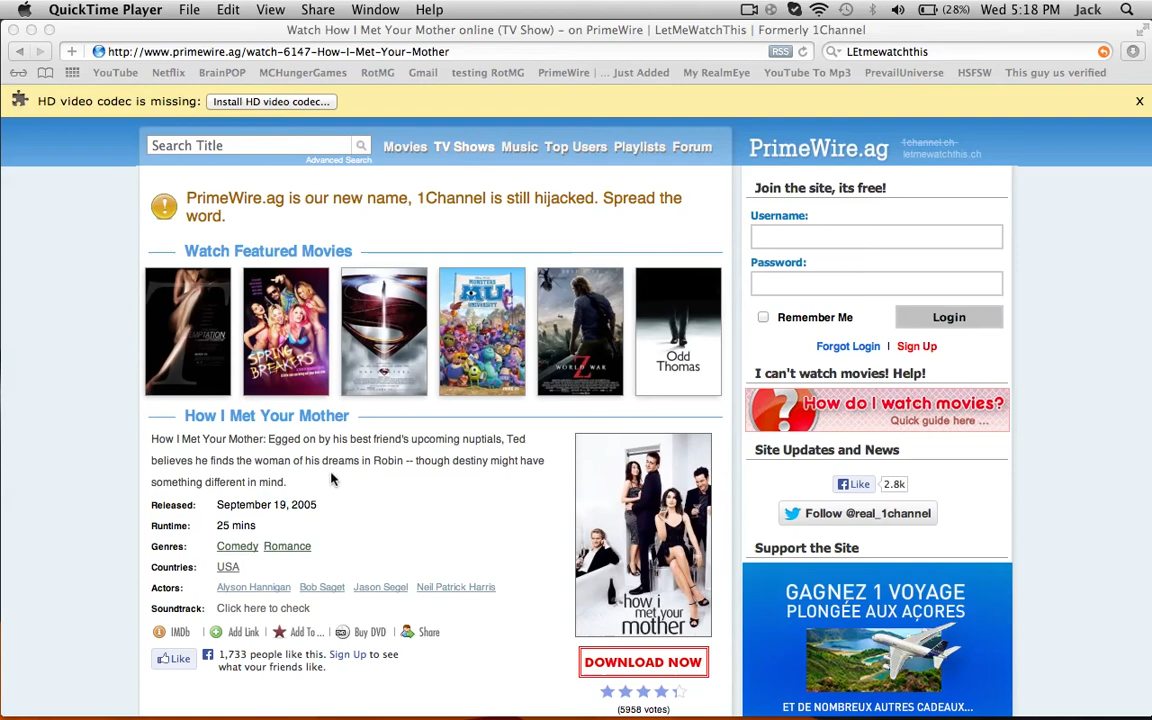 QuickTime Player File Edit View Share Window Help (28%) Wed 5:18 PM Jack
Watch How I Met Your Mother online (TV Show) – on PrimeWire | LetMeWatchThis | Formerly 1Channel
http://www.primewire.ag/watch-6147-How-I-Met-Your-Mother RSS LEtmewatchthis
YouTube Netflix BrainPOP MCHungerGames RotMG Gmail testing RotMG PrimeWire | ... Just Added My RealmEye YouTube To Mp3 PrevailUniverse HSFSW This guy us verified
HD video codec is missing: Install HD video codec... x
Search Title Movies TV Shows Music Top Users Playlists Forum
Advanced Search
PrimeWire.ag 1channel.ch
letmewatchthis.ch
PrimeWire.ag is our new name, 1Channel is still hijacked. Spread the
word.
Watch Featured Movies
T
TEMPTATION
SPRING
BREAKERS
MONSTERS
MU
UNIVERSITY
WORLD WAR
Z
Odd
Thomas
How I Met Your Mother
How I Met Your Mother: Egged on by his best friend's upcoming nuptials, Ted
believes he finds the woman of his dreams in Robin -- though destiny might have
something different in mind.
Released: September 19, 2005
Runtime: 25 mins
Genres: Comedy Romance
Countries: USA
Actors: Alyson Hannigan Bob Saget Jason Segel Neil Patrick Harris
Soundtrack: Click here to check
IMDb | Add Link | Add To ... | Buy DVD | Share
Like 1,733 people like this. Sign Up to see
what your friends like.
how i
met your
mother
DOWNLOAD NOW
(5958 votes)
Join the site, its free!
Username:
Password:
Remember Me Login
Forgot Login | Sign Up
I can't watch movies! Help!
? How do I watch movies?
Quick guide here ...
Site Updates and News
Like 2.8k
Follow @real_1channel
Support the Site
GAGNEZ 1 VOYAGE
PLONGÉE AUX AÇORES
ET DE NOMBREUX AUTRES CADEAUX...